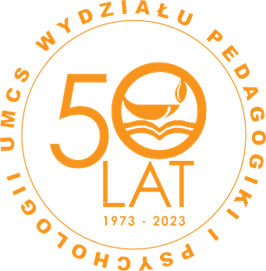 WYDZIAŁU PEDAGOGIKI I PSYCHOLOGII UMCS
50
LAT
1973 - 2023